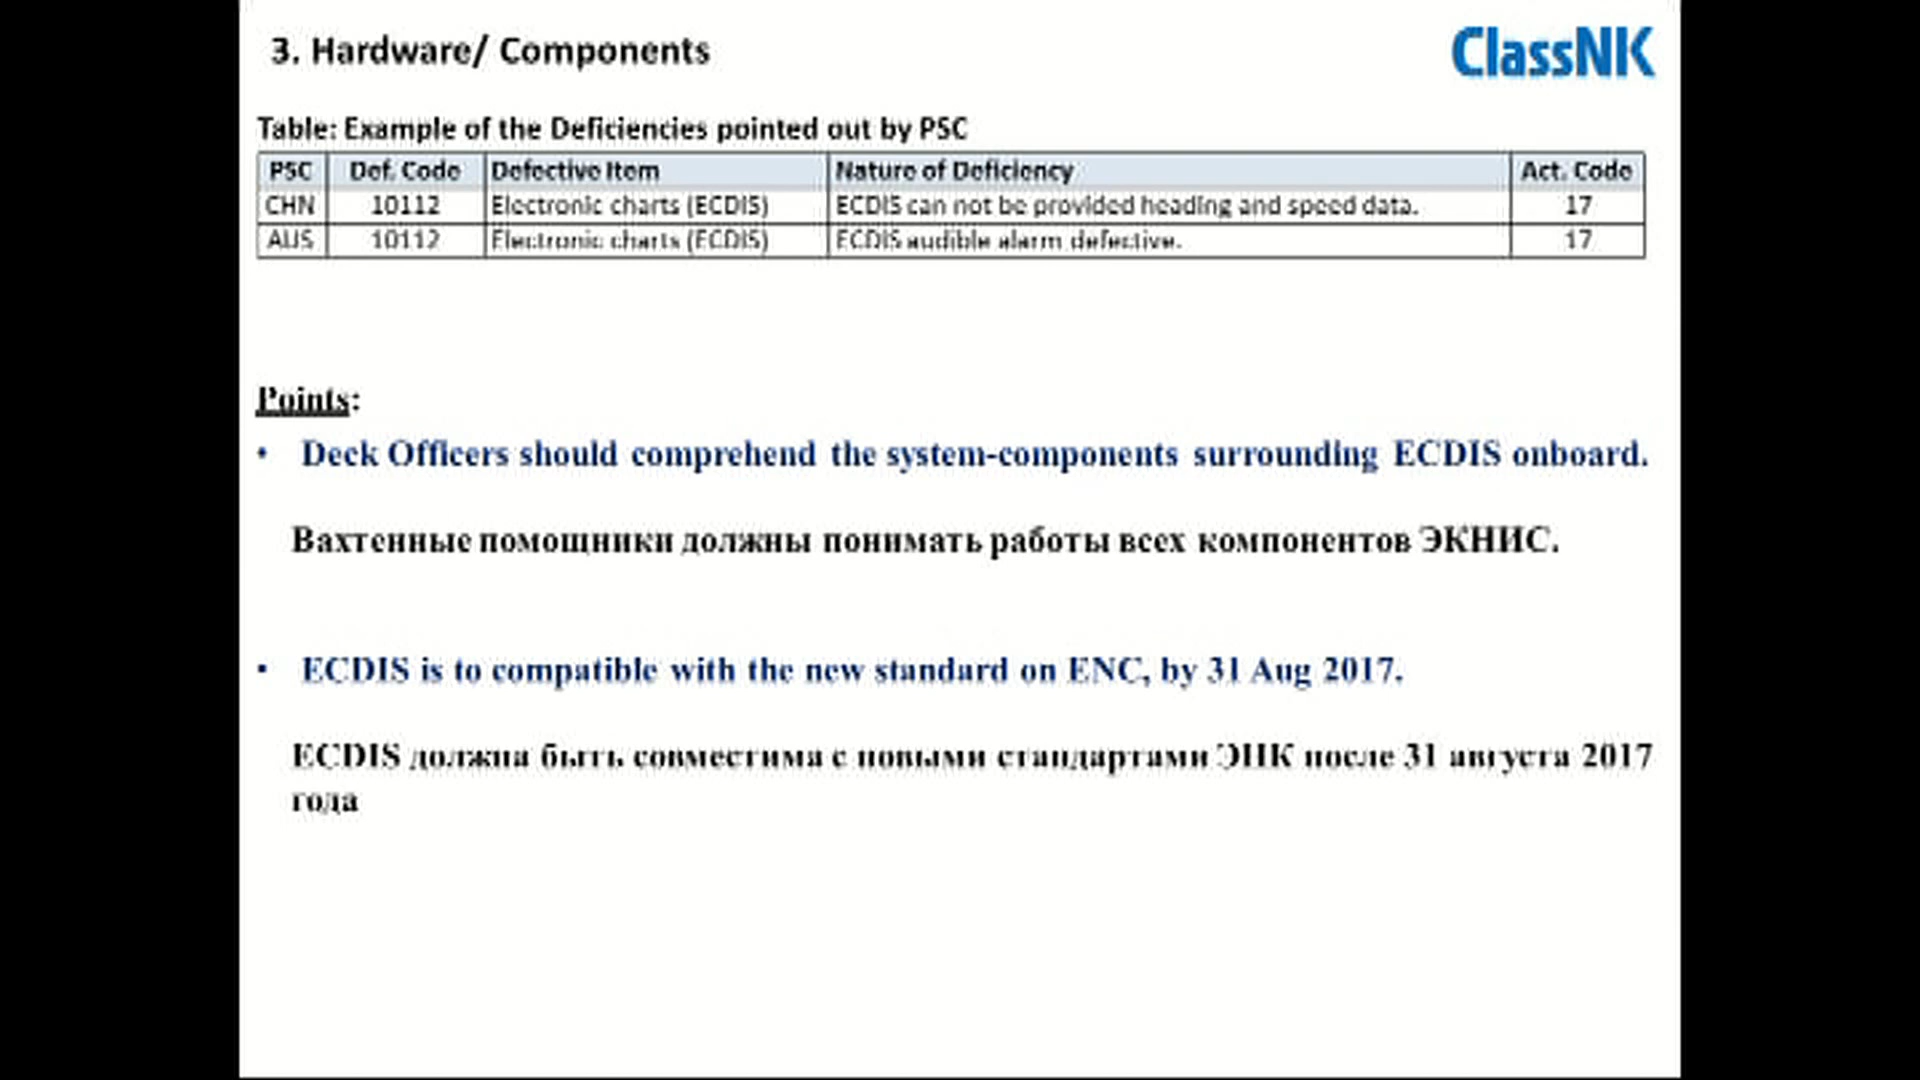 3. Hardware/ Components
ClassNK
Table: Example of the Deficiencies pointed out by PSC
PSC Def. Code Defective Item Nature of Deficiency Act. Code
CHN 10112 Electronic charts (ECDIS) ECDIS can not be provided heading and speed data. 17
AUS 10112 Electronic charts (ECDIS) ECDIS audible alarm defective. 17
Points:
• Deck Officers should comprehend the system-components surrounding ECDIS onboard.
Вахтенные помощники должны понимать работы всех компонентов ЭКНИС.
• ECDIS is to compatible with the new standard on ENC, by 31 Aug 2017.
ECDIS должна быть совместима с новыми стандартами ЭНК после 31 августа 2017
года